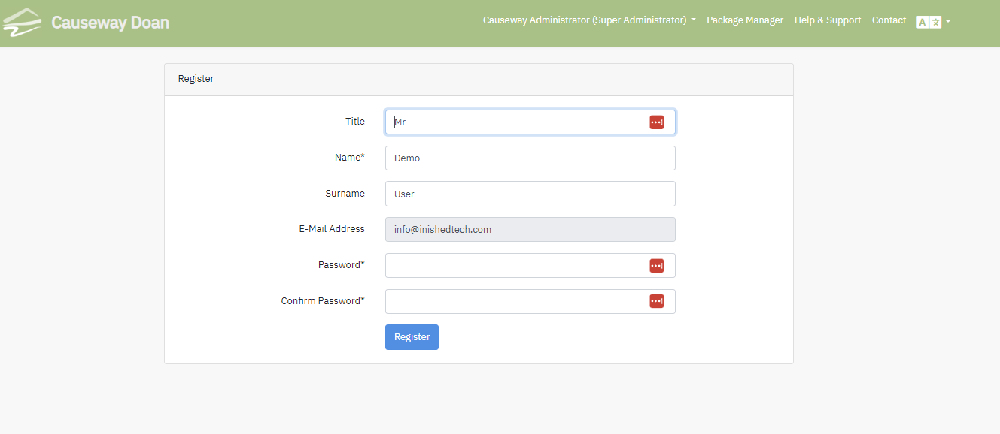 Causeway Doan
Causeway Administrator (Super Administrator) Package Manager Help & Support Contact A
Register
Title Mr
Name* Demo
Surname User
E-Mail Address info@inishedtech.com
Password*
Confirm Password*
Register